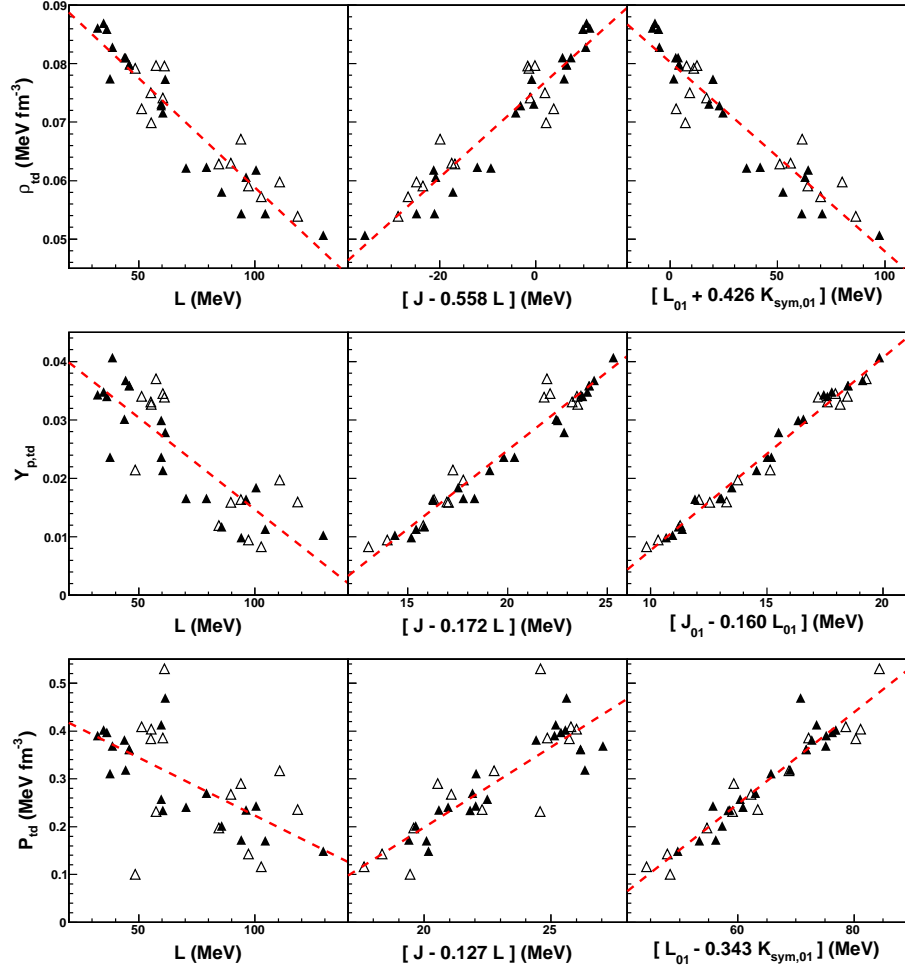 0.09
0.08
0.07
0.06
0.05
ρtd (MeV fm-3)
50 100
-20 0
0 50 100
L (MeV)
[ J - 0.558 L ] (MeV)
[ L01 + 0.426 Ksym,01 ] (MeV)
0.04
0.03
0.02
0.01
0
Yp,td
50 100
15 20 25
10 15 20
L (MeV)
[ J - 0.172 L ] (MeV)
[ J01 - 0.160 L01 ] (MeV)
0.5
0.4
0.3
0.2
0.1
0
Ptd (MeV fm-3)
50 100
20 25
60 80
L (MeV)
[ J - 0.127 L ] (MeV)
[ L01 - 0.343 Ksym,01 ] (MeV)